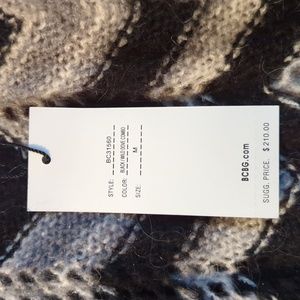 STYLE: BC31560
COLOR: BLACK / WILD DOVE COMBO
SIZE: M
BCBG.com
SUGG. PRICE. $210.00